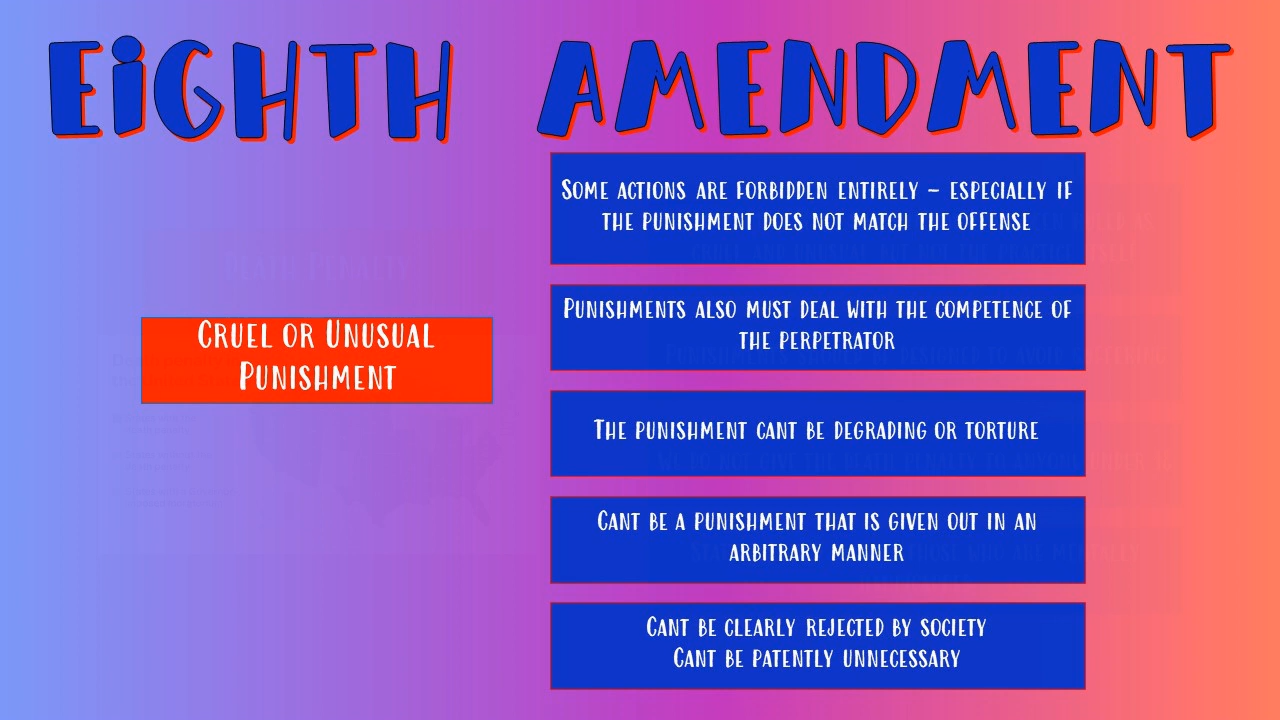 EiGHTH AMENDMENT
Some actions are forbidden entirely – especially if
the punishment does not match the offense
Punishments also must deal with the competence of
the perpetrator
Cruel or Unusual
Punishment
The punishment cant be degrading or torture
Cant be a punishment that is given out in an
arbitrary manner
Cant be clearly rejected by society
Cant be patently unnecessary
Death Penalty